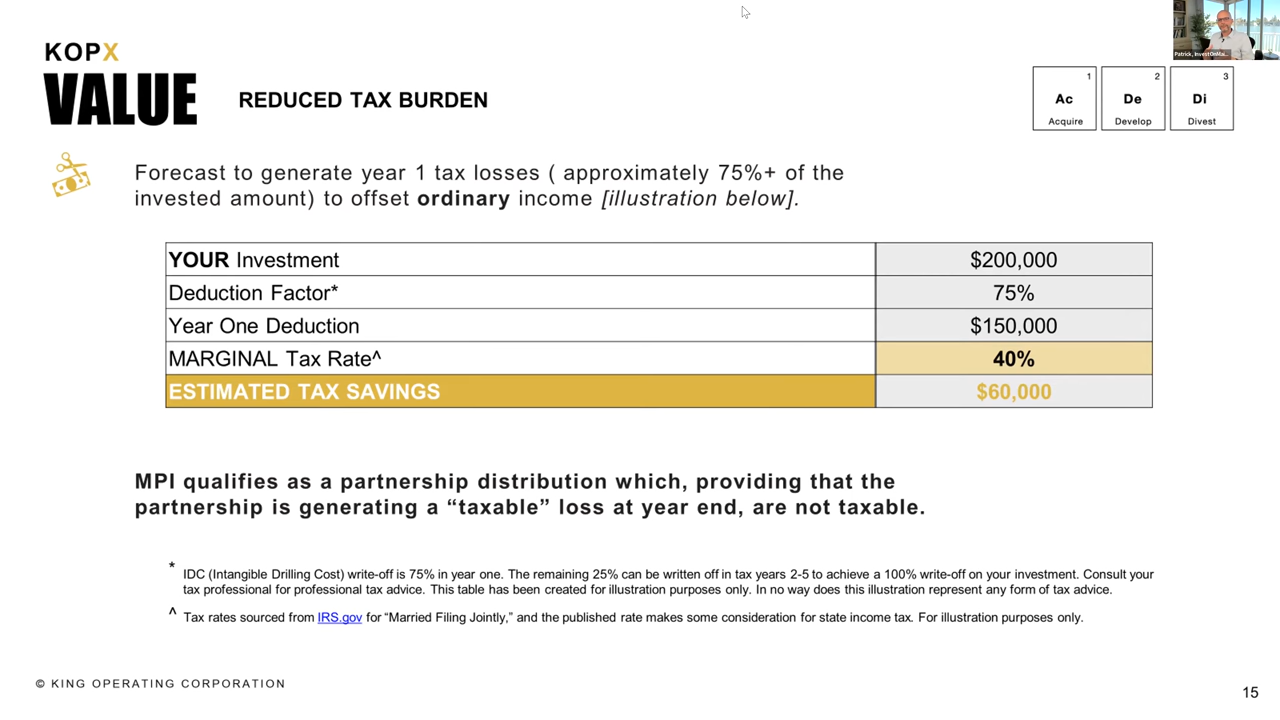 KOPX
VALUE
REDUCED TAX BURDEN
Patrick, InvestOnMai...
1
Ac
Acquire
2
De
Develop
3
Di
Divest
Forecast to generate year 1 tax losses ( approximately 75%+ of the
invested amount) to offset ordinary income [illustration below].
YOUR Investment $200,000
Deduction Factor* 75%
Year One Deduction $150,000
MARGINAL Tax Rate^ 40%
ESTIMATED TAX SAVINGS $60,000
MPI qualifies as a partnership distribution which, providing that the
partnership is generating a “taxable” loss at year end, are not taxable.
* IDC (Intangible Drilling Cost) write-off is 75% in year one. The remaining 25% can be written off in tax years 2-5 to achieve a 100% write-off on your investment. Consult your
tax professional for professional tax advice. This table has been created for illustration purposes only. In no way does this illustration represent any form of tax advice.
^ Tax rates sourced from IRS.gov for “Married Filing Jointly,” and the published rate makes some consideration for state income tax. For illustration purposes only.
© KING OPERATING CORPORATION
15